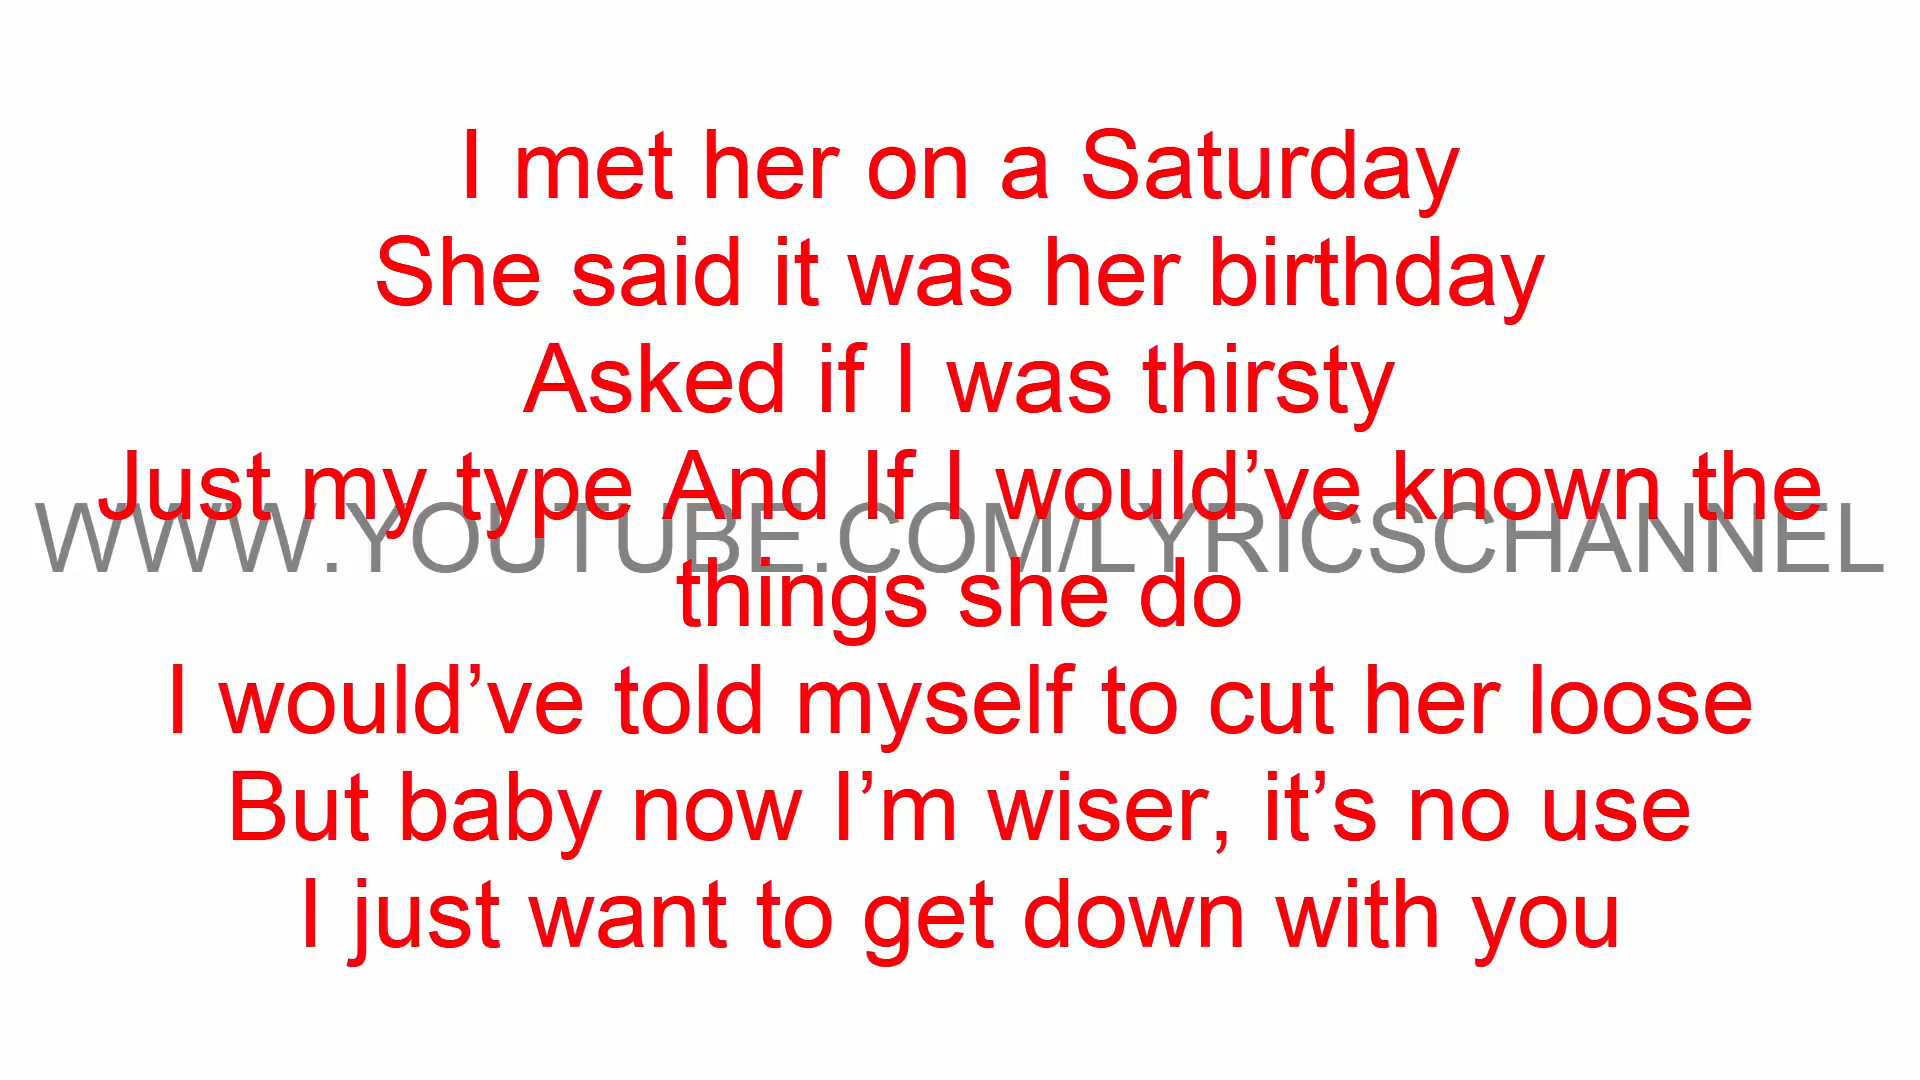 I met her on a Saturday
She said it was her birthday
Asked if I was thirsty
Just my type And If I would’ve known the
WWW.YOUTUBE.COM/LYRICSCHANNEL
things she do
I would’ve told myself to cut her loose
But baby now I’m wiser, it’s no use
I just want to get down with you